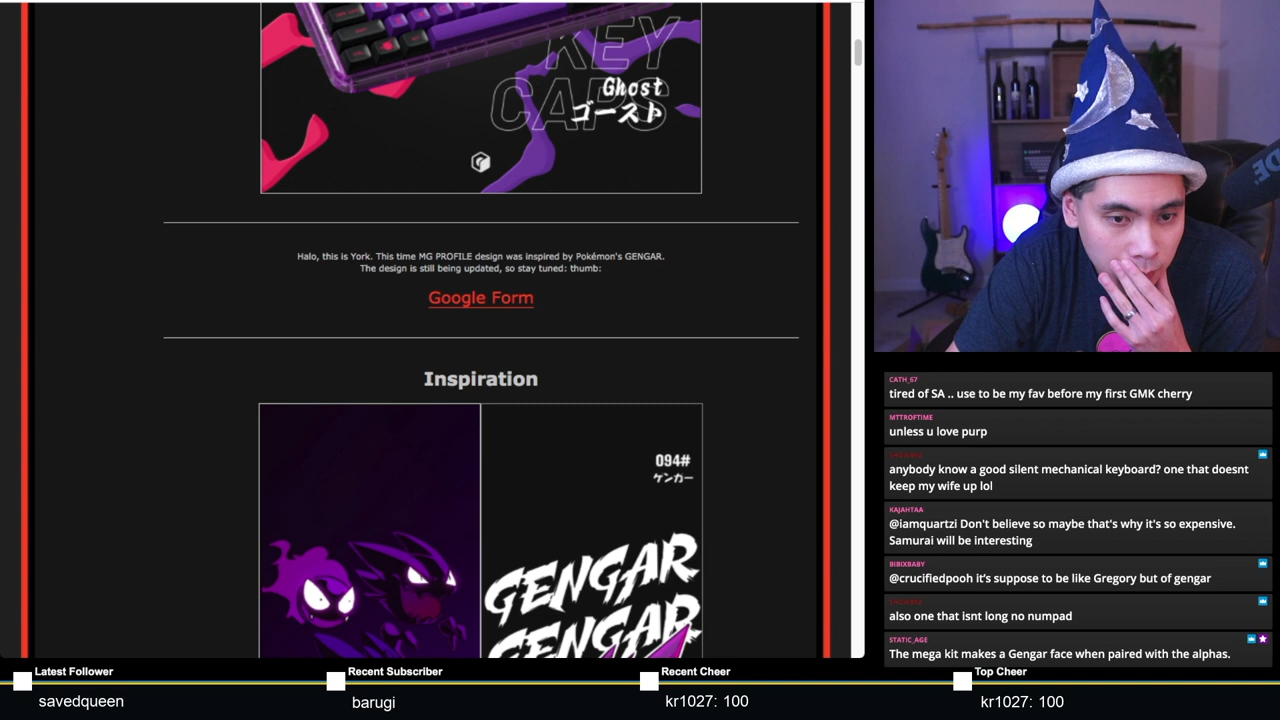 KEY
CAPS
Ghost
ゴースト
Halo, this is York. This time MG PROFILE design was inspired by Pokémon's GENGAR.
The design is still being updated, so stay tuned: thumb:
Google Form
Inspiration
094#
ケンカー
GENGAR
GENGAR
CATH_67
tired of SA .. use to be my fav before my first GMK cherry
MTTROFTIME
unless u love purp
anybody know a good silent mechanical keyboard? one that doesnt
keep my wife up lol
KAJAHTAA
@iamquartzi Don't believe so maybe that's why it's so expensive.
Samurai will be interesting
BIBIXBABY
@crucifiedpooh it's suppose to be like Gregory but of gengar
also one that isnt long no numpad
STATIC_AGE
The mega kit makes a Gengar face when paired with the alphas.
Latest Follower
savedqueen
Recent Subscriber
barugi
Recent Cheer
kr1027: 100
Top Cheer
kr1027: 100